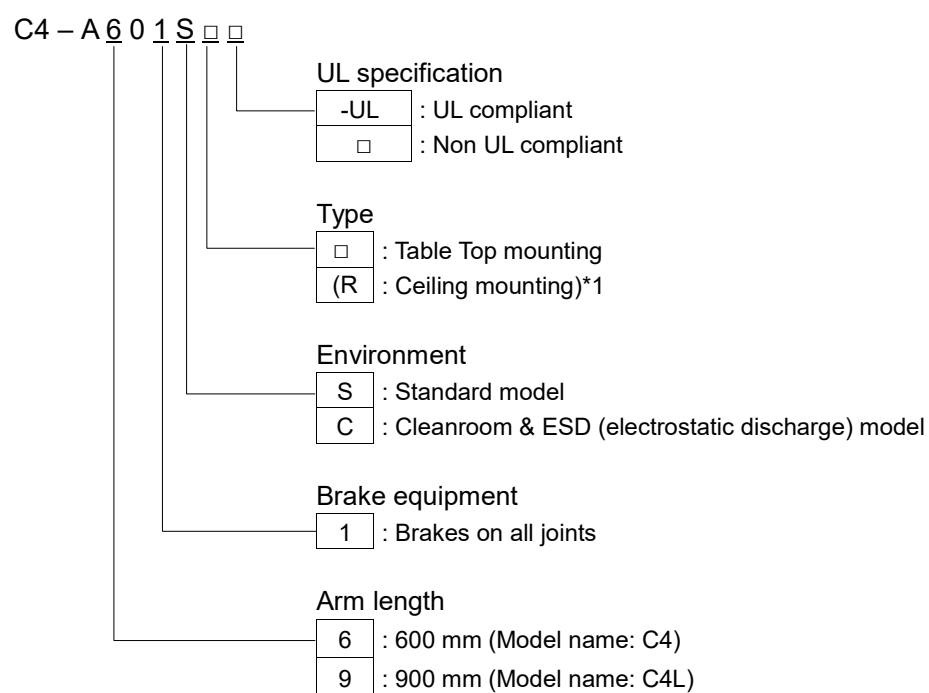 C4 – A 6 0 1 S □ □
UL specification
-UL : UL compliant
□ : Non UL compliant
Type
□ : Table Top mounting
(R : Ceiling mounting)*1
Environment
S : Standard model
C : Cleanroom & ESD (electrostatic discharge) model
Brake equipment
1 : Brakes on all joints
Arm length
6 : 600 mm (Model name: C4)
9 : 900 mm (Model name: C4L)